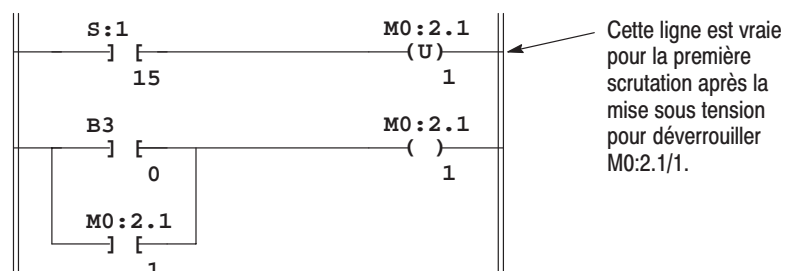 S:1 M0:2.1
] [ (U)
15 1
B3 M0:2.1
] [ ( )
0 1
M0:2.1
] [
1
Cette ligne est vraie
pour la première
scrutation après la
mise sous tension
pour déverrouiller
M0:2.1/1.